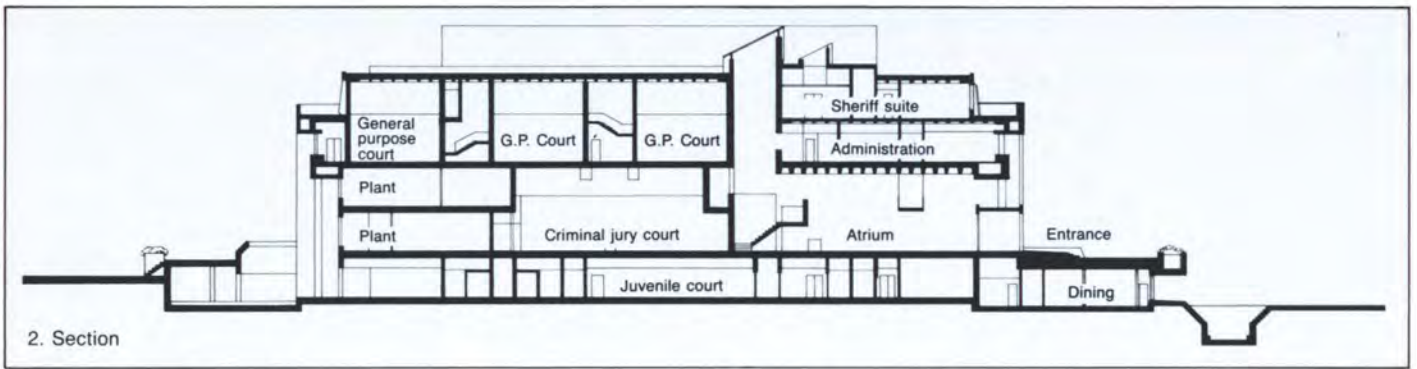 Sheriff suite
General
purpose
court
G.P. Court
G.P. Court
Administration
Plant
Plant
Criminal jury court
Atrium
Entrance
Juvenile court
Dining
2. Section